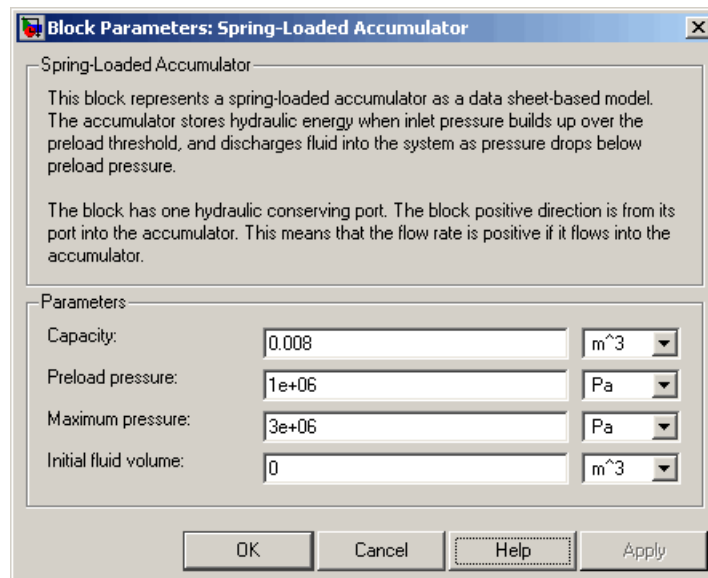 Block Parameters: Spring-Loaded Accumulator
Spring-Loaded Accumulator
This block represents a spring-loaded accumulator as a data sheet-based model.
The accumulator stores hydraulic energy when inlet pressure builds up over the
preload threshold, and discharges fluid into the system as pressure drops below
preload pressure.
The block has one hydraulic conserving port. The block positive direction is from its
port into the accumulator. This means that the flow rate is positive if it flows into the
accumulator.
Parameters
Capacity: 0.008 m^3
Preload pressure: 1e+06 Pa
Maximum pressure: 3e+06 Pa
Initial fluid volume: 0 m^3
OK Cancel Help Apply